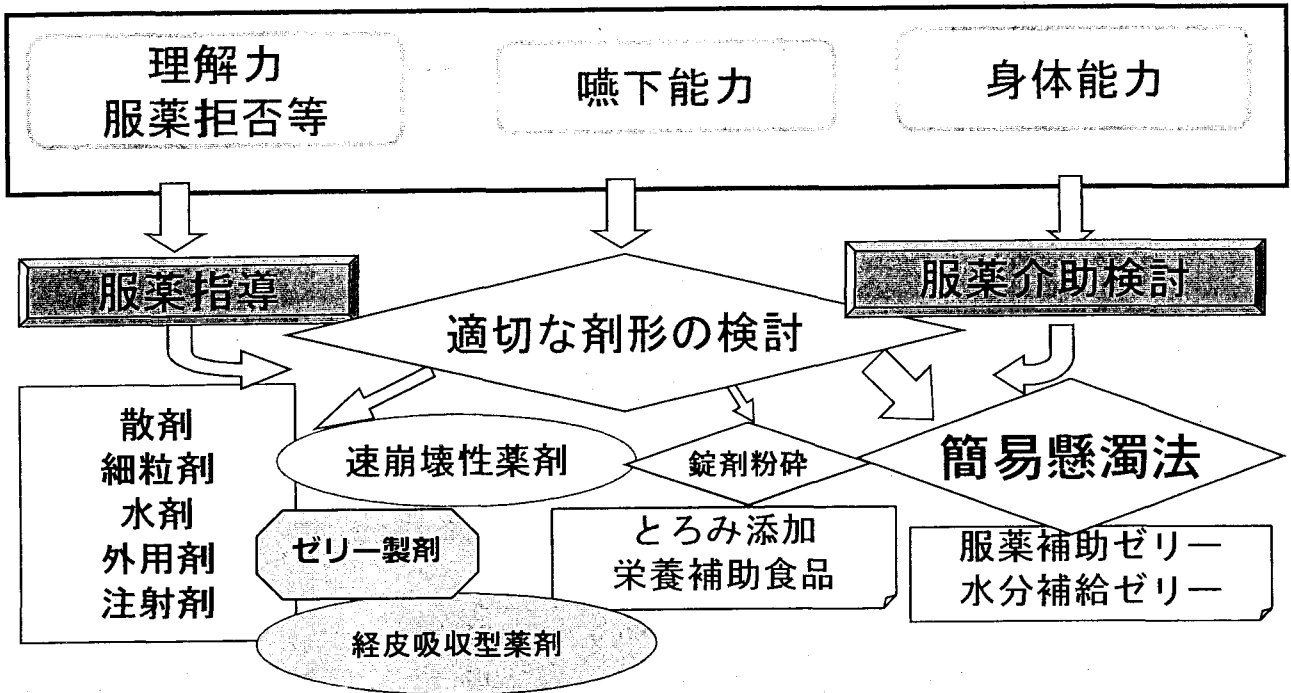 理解力
服薬拒否等
嚥下能力
身体能力
服薬指導
適切な剤形の検討
服薬介助検討
散剤
細粒剤
水剤
外用剤
注射剤
速崩壊性薬剤
ゼリー製剤
経皮吸収型薬剤
錠剤粉砕
とろみ添加
栄養補助食品
簡易懸濁法
服薬補助ゼリー
水分補給ゼリー